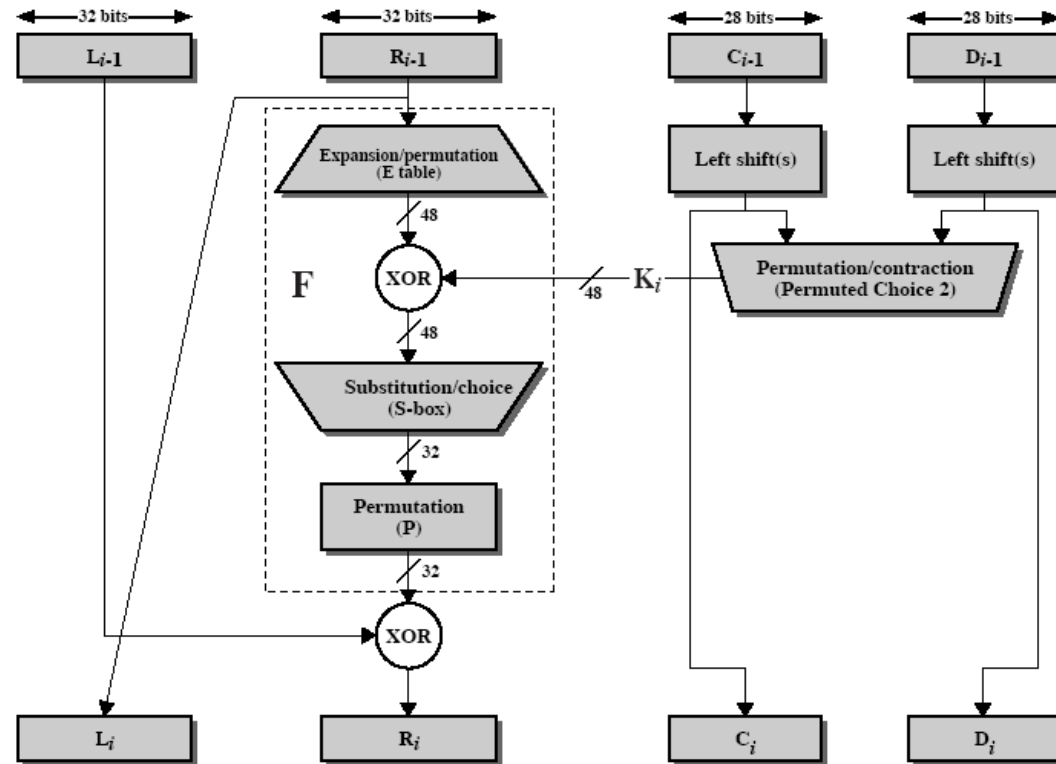 32 bits
32 bits
28 bits
28 bits
Li-1
Ri-1
Ci-1
Di-1
Expansion/permutation
(E table)
Left shift(s)
Left shift(s)
48
F
XOR
48
Ki
Permutation/contraction
(Permuted Choice 2)
48
Substitution/choice
(S-box)
32
Permutation
(P)
32
XOR
Li
Ri
Ci
Di